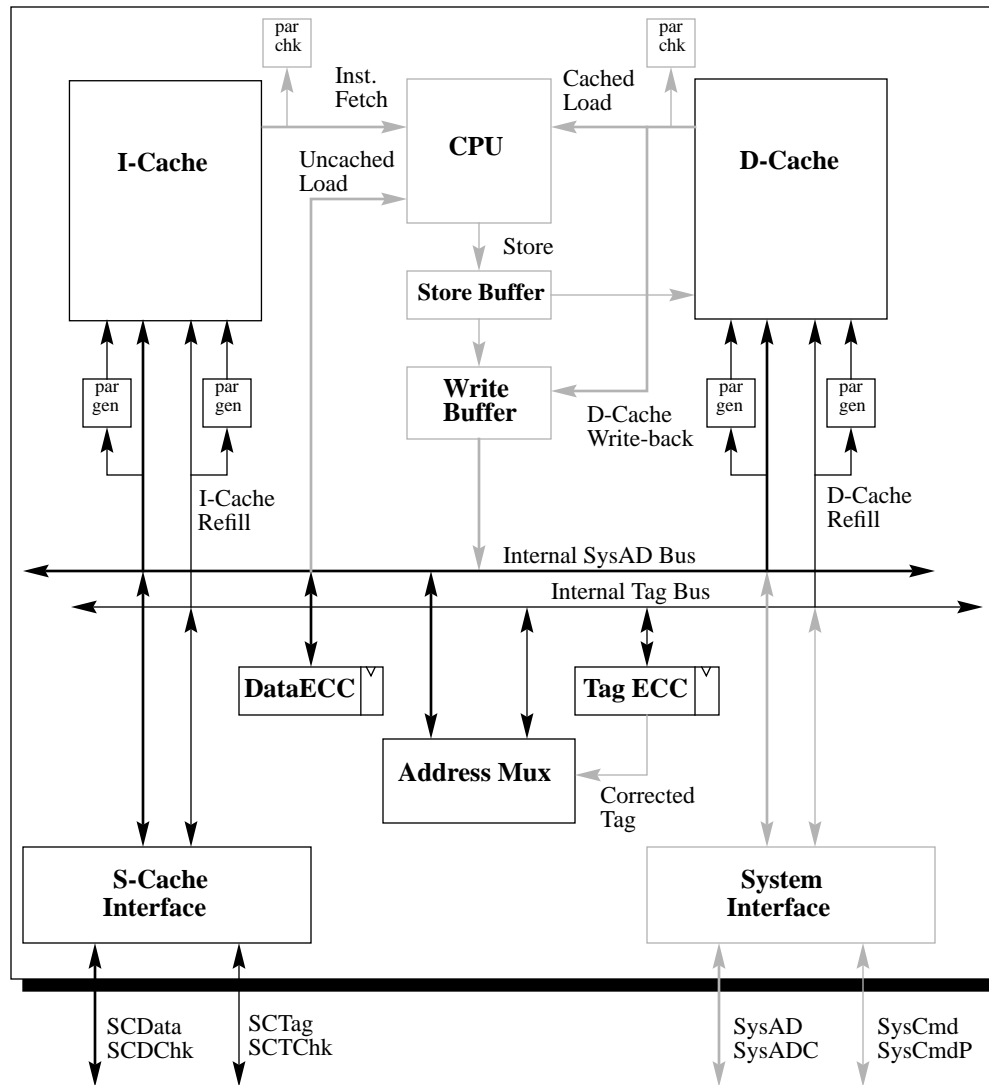 par
chk
par
chk
Inst.
Fetch
Cached
Load
I-Cache
CPU
D-Cache
Uncached
Load
Store
Store Buffer
par
gen
par
gen
Write
Buffer
par
gen
par
gen
D-Cache
Write-back
I-Cache
Refill
D-Cache
Refill
Internal SysAD Bus
Internal Tag Bus
DataECC
Tag ECC
Address Mux
Corrected
Tag
S-Cache
Interface
System
Interface
SCData
SCDChk
SCTag
SCTChk
SysAD
SysADC
SysCmd
SysCmdP